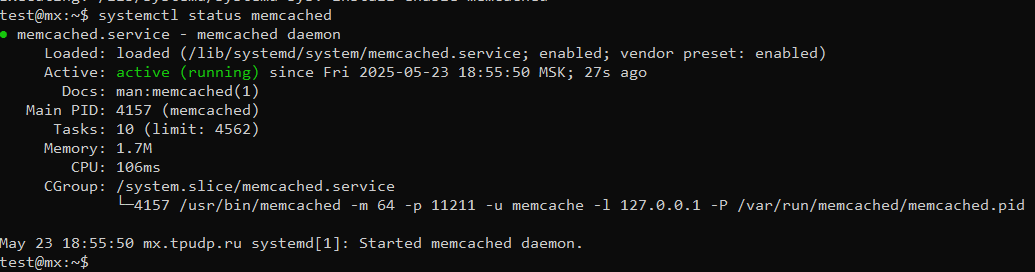 test@mx:~$ systemctl status memcached
● memcached.service - memcached daemon
Loaded: loaded (/lib/systemd/system/memcached.service; enabled; vendor preset: enabled)
Active: active (running) since Fri 2025-05-23 18:55:50 MSK; 27s ago
Docs: man:memcached(1)
Main PID: 4157 (memcached)
Tasks: 10 (limit: 4562)
Memory: 1.7M
CPU: 106ms
CGroup: /system.slice/memcached.service
└─4157 /usr/bin/memcached -m 64 -p 11211 -u memcache -l 127.0.0.1 -P /var/run/memcached/memcached.pid
May 23 18:55:50 mx.tpudp.ru systemd[1]: Started memcached daemon.
test@mx:~$